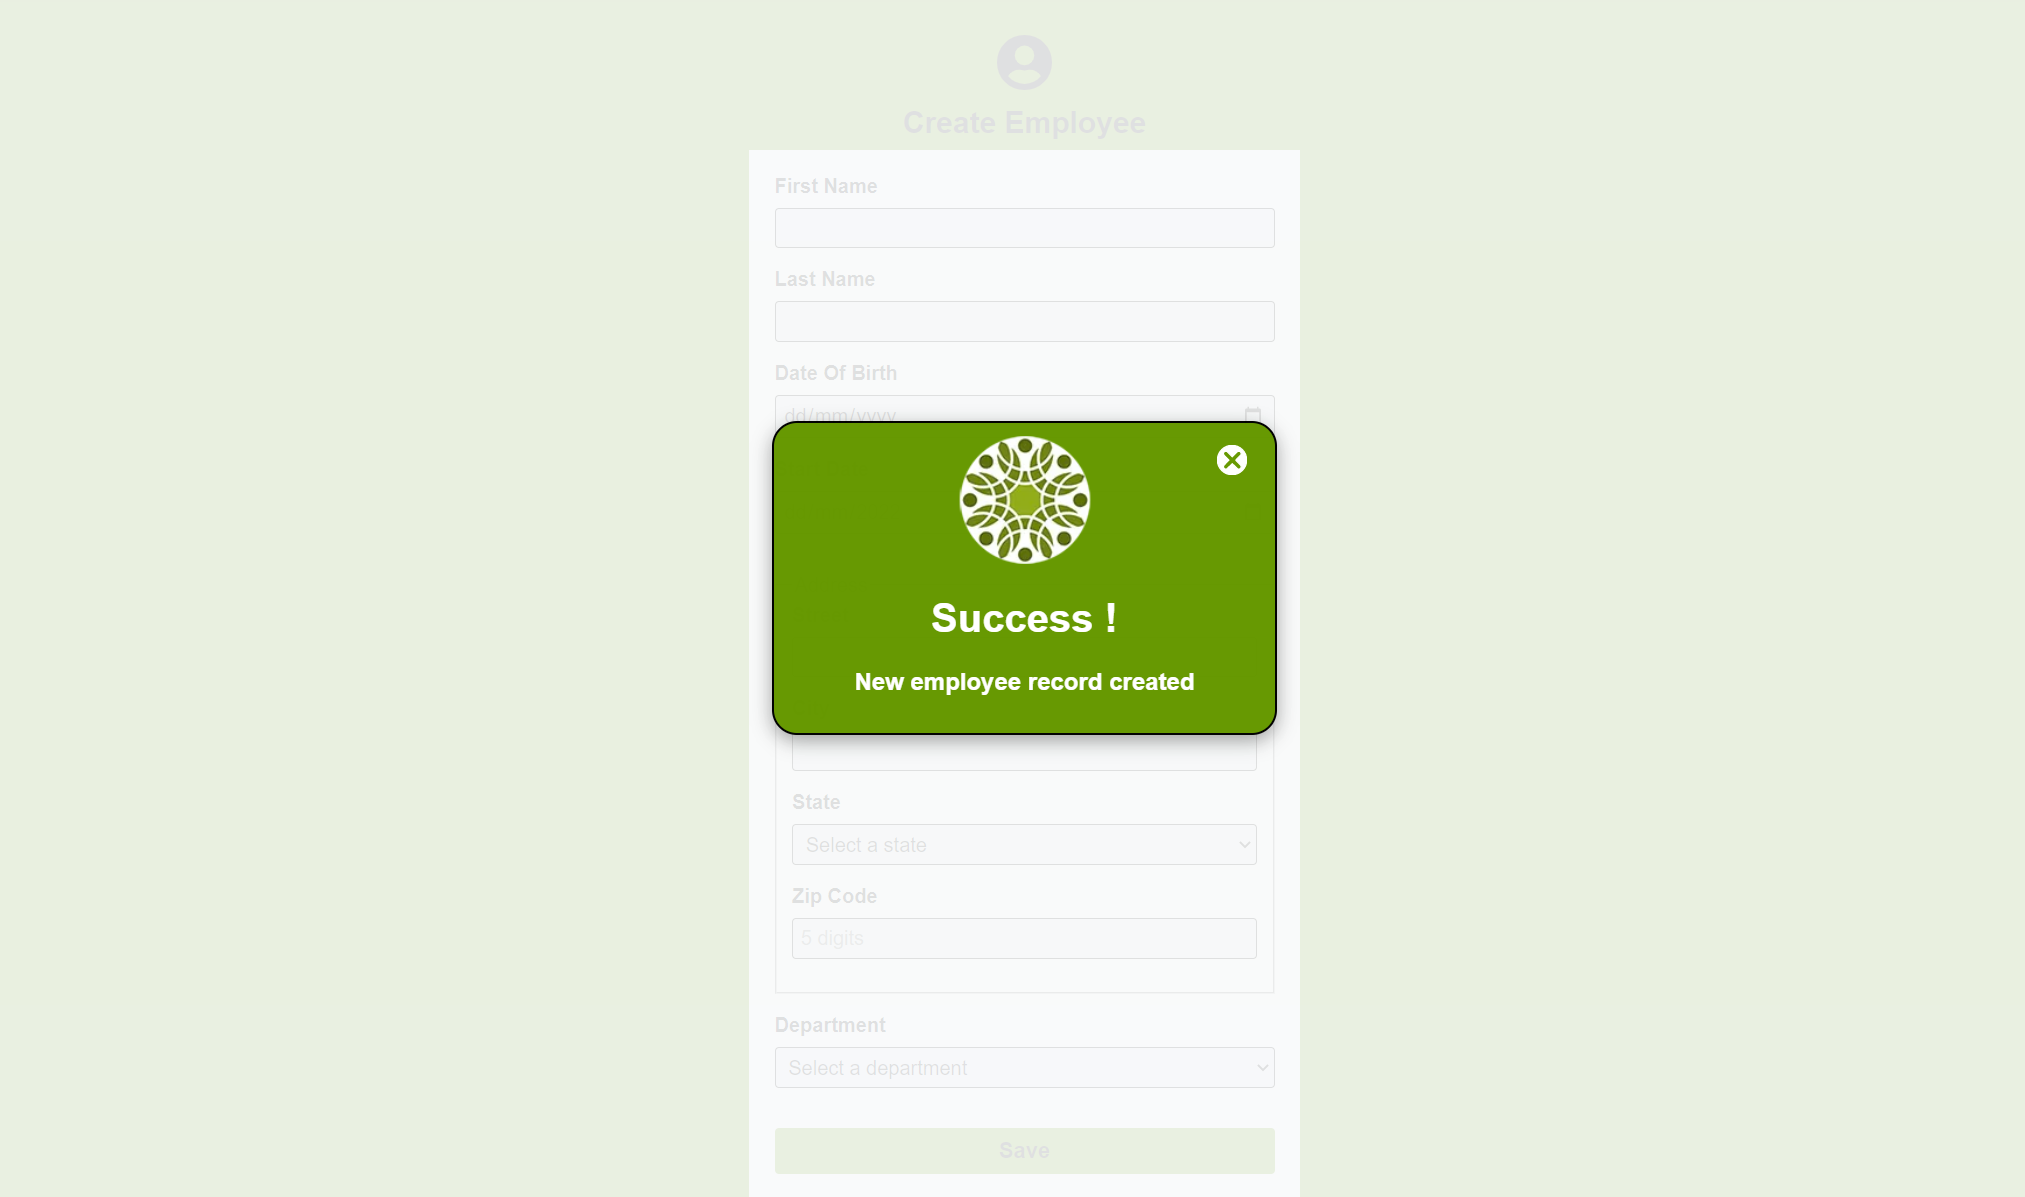 Create Employee
First Name
Last Name
Date Of Birth
dd/mm/yyyy
Success !
New employee record created
State
Select a state
Zip Code
5 digits
Department
Select a department
Save